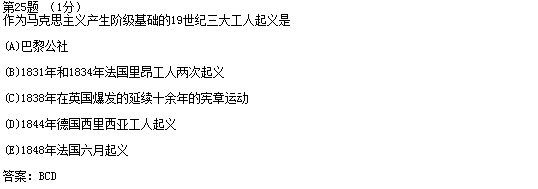 第25题 （1分）
作为马克思主义产生阶级基础的19世纪三大工人起义是
(A)巴黎公社
(B)1831年和1834年法国里昂工人两次起义
(C)1838年在英国爆发的延续十余年的宪章运动
(D)1844年德国西里西亚工人起义
(E)1848年法国六月起义
答案：BCD